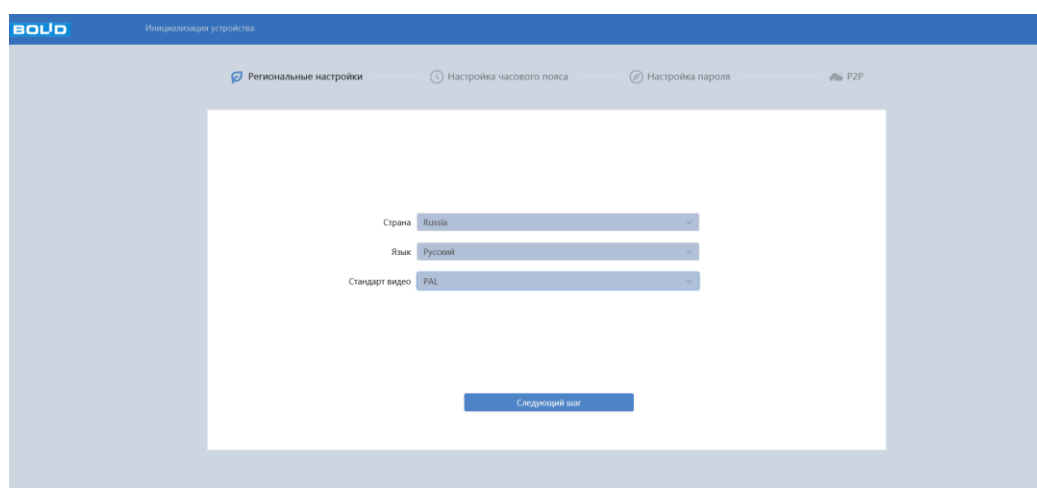 BOLID Инициализация устройства
Региональные настройки Настройка часового пояса Настройка пароля P2P
Страна Russia
Язык Русский
Стандарт видео PAL
Следующий шаг